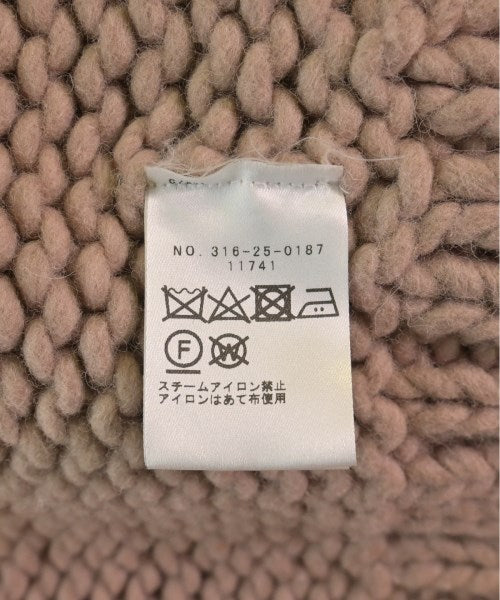 NO. 316-25-0187
11741
F W
スチームアイロン禁止
アイロンはあて布使用